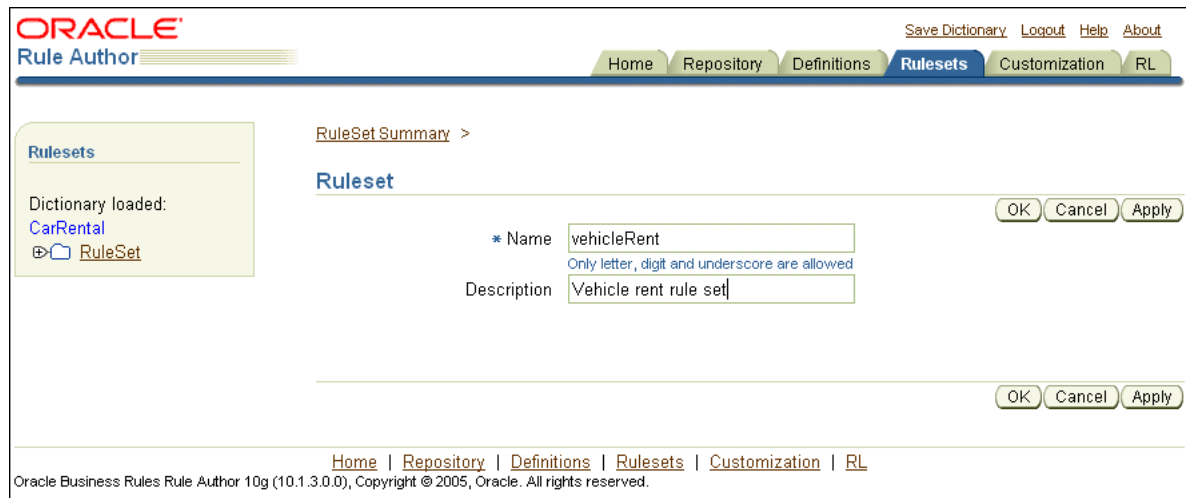 ORACLE
Rule Author
Save Dictionary Logout Help About
Home Repository Definitions Rulesets Customization RL
Rulesets
Dictionary loaded:
CarRental
RuleSet
RuleSet Summary >
Ruleset
OK Cancel Apply
* Name vehicleRent
Only letter, digit and underscore are allowed
Description Vehicle rent rule set
OK Cancel Apply
Home | Repository | Definitions | Rulesets | Customization | RL
Oracle Business Rules Rule Author 10g (10.1.3.0.0), Copyright © 2005, Oracle. All rights reserved.